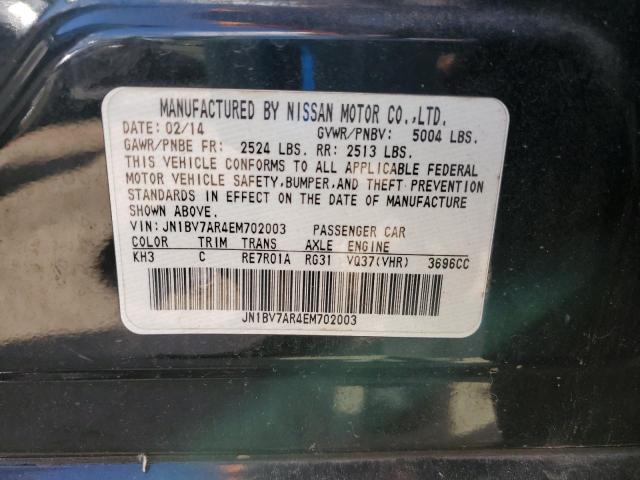 MANUFACTURED BY NISSAN MOTOR CO.,LTD.
DATE: 02/14 GVWR/PNBV: 5004 LBS.
GAWR/PNBE FR: 2524 LBS. RR: 2513 LBS.
THIS VEHICLE CONFORMS TO ALL APPLICABLE FEDERAL
MOTOR VEHICLE SAFETY,BUMPER,AND THEFT PREVENTION
STANDARDS IN EFFECT ON THE DATE OF MANUFACTURE
SHOWN ABOVE.
VIN: JN1BV7AR4EM702003 PASSENGER CAR
COLOR TRIM TRANS AXLE ENGINE
KH3 C RE7R01A RG31 VQ37(VHR) 3696CC
JN1BV7AR4EM702003